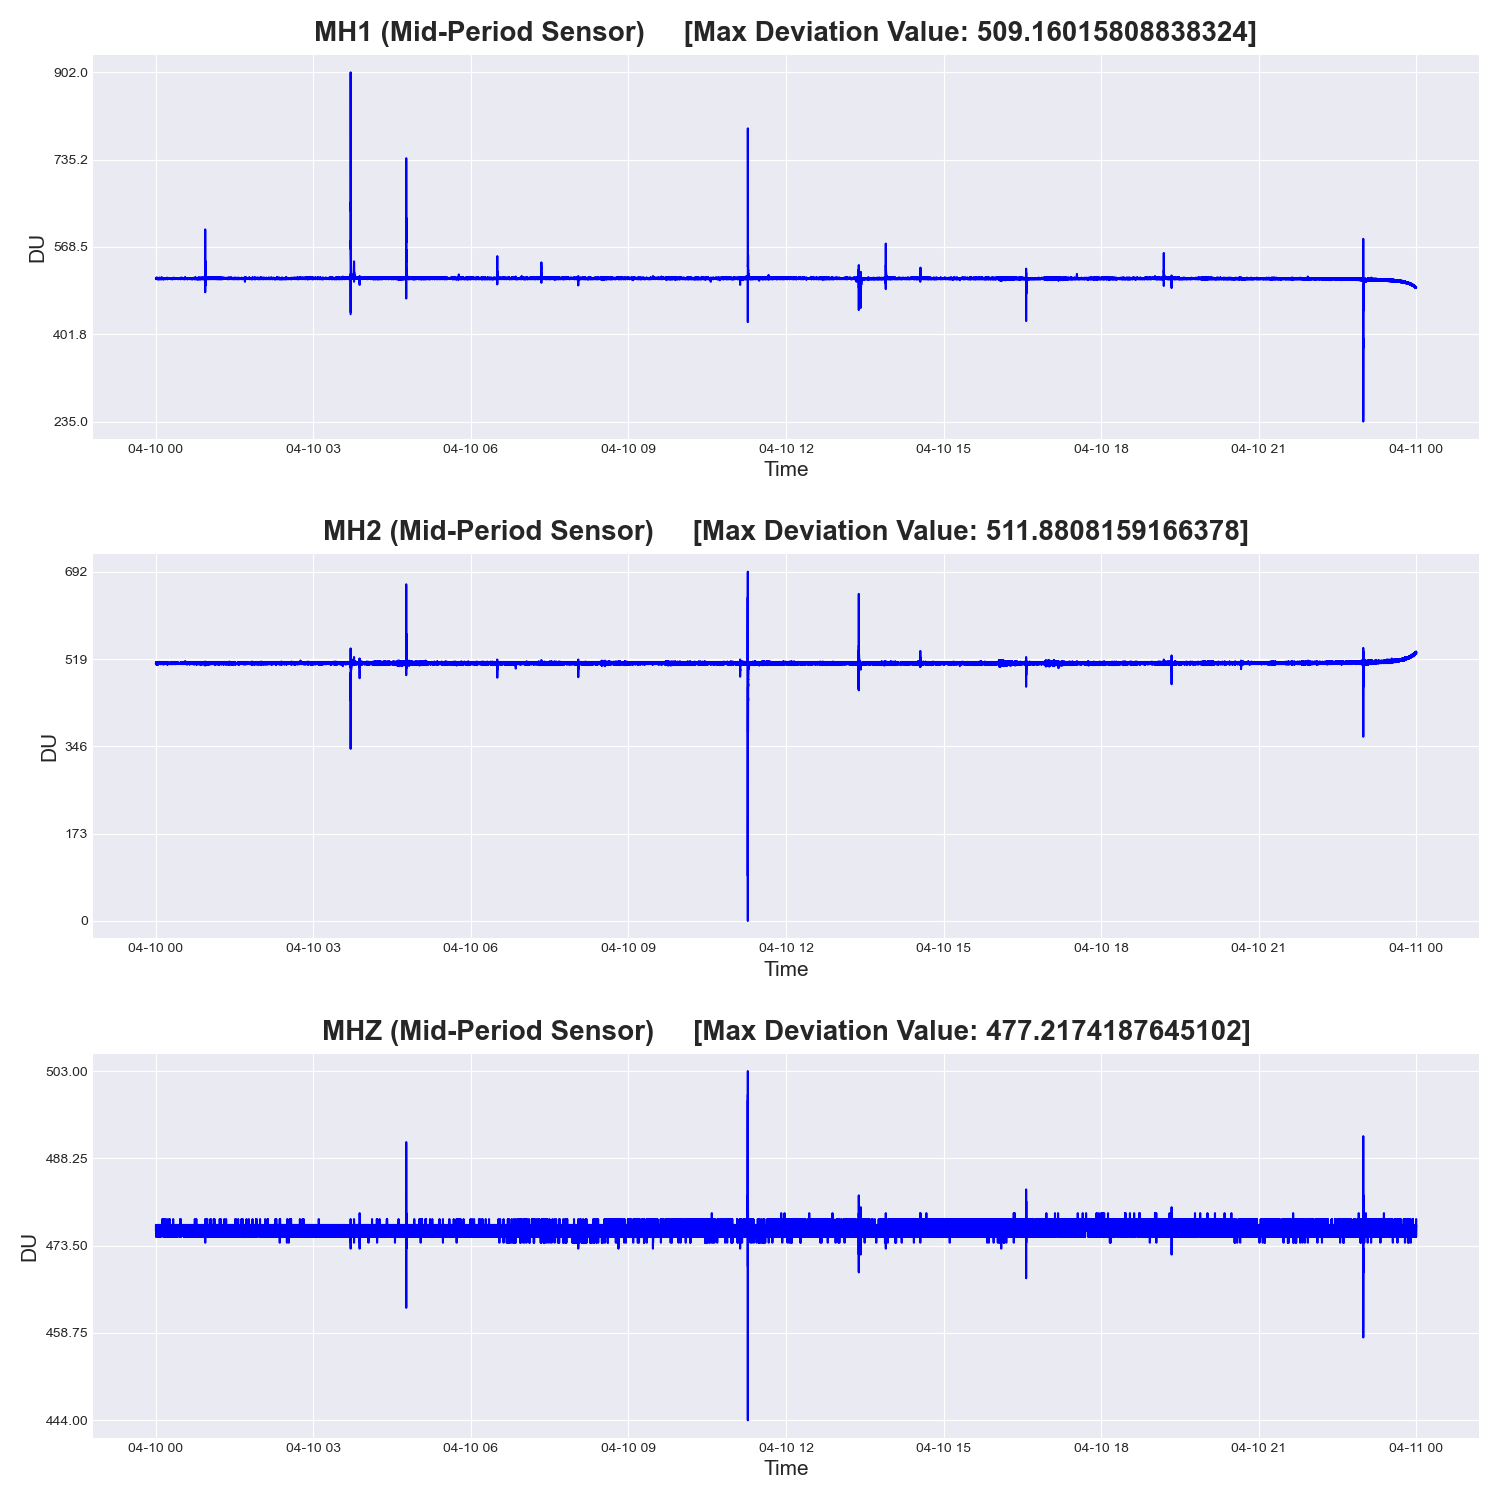 MH1 (Mid-Period Sensor) [Max Deviation Value: 509.16015808838324]
902.0
735.2
568.5
401.8
235.0
DU
04-10 00 04-10 03 04-10 06 04-10 09 04-10 12 04-10 15 04-10 18 04-10 21 04-11 00
Time
MH2 (Mid-Period Sensor) [Max Deviation Value: 511.8808159166378]
692
519
346
173
0
DU
04-10 00 04-10 03 04-10 06 04-10 09 04-10 12 04-10 15 04-10 18 04-10 21 04-11 00
Time
MHZ (Mid-Period Sensor) [Max Deviation Value: 477.2174187645102]
503.00
488.25
473.50
458.75
444.00
DU
04-10 00 04-10 03 04-10 06 04-10 09 04-10 12 04-10 15 04-10 18 04-10 21 04-11 00
Time